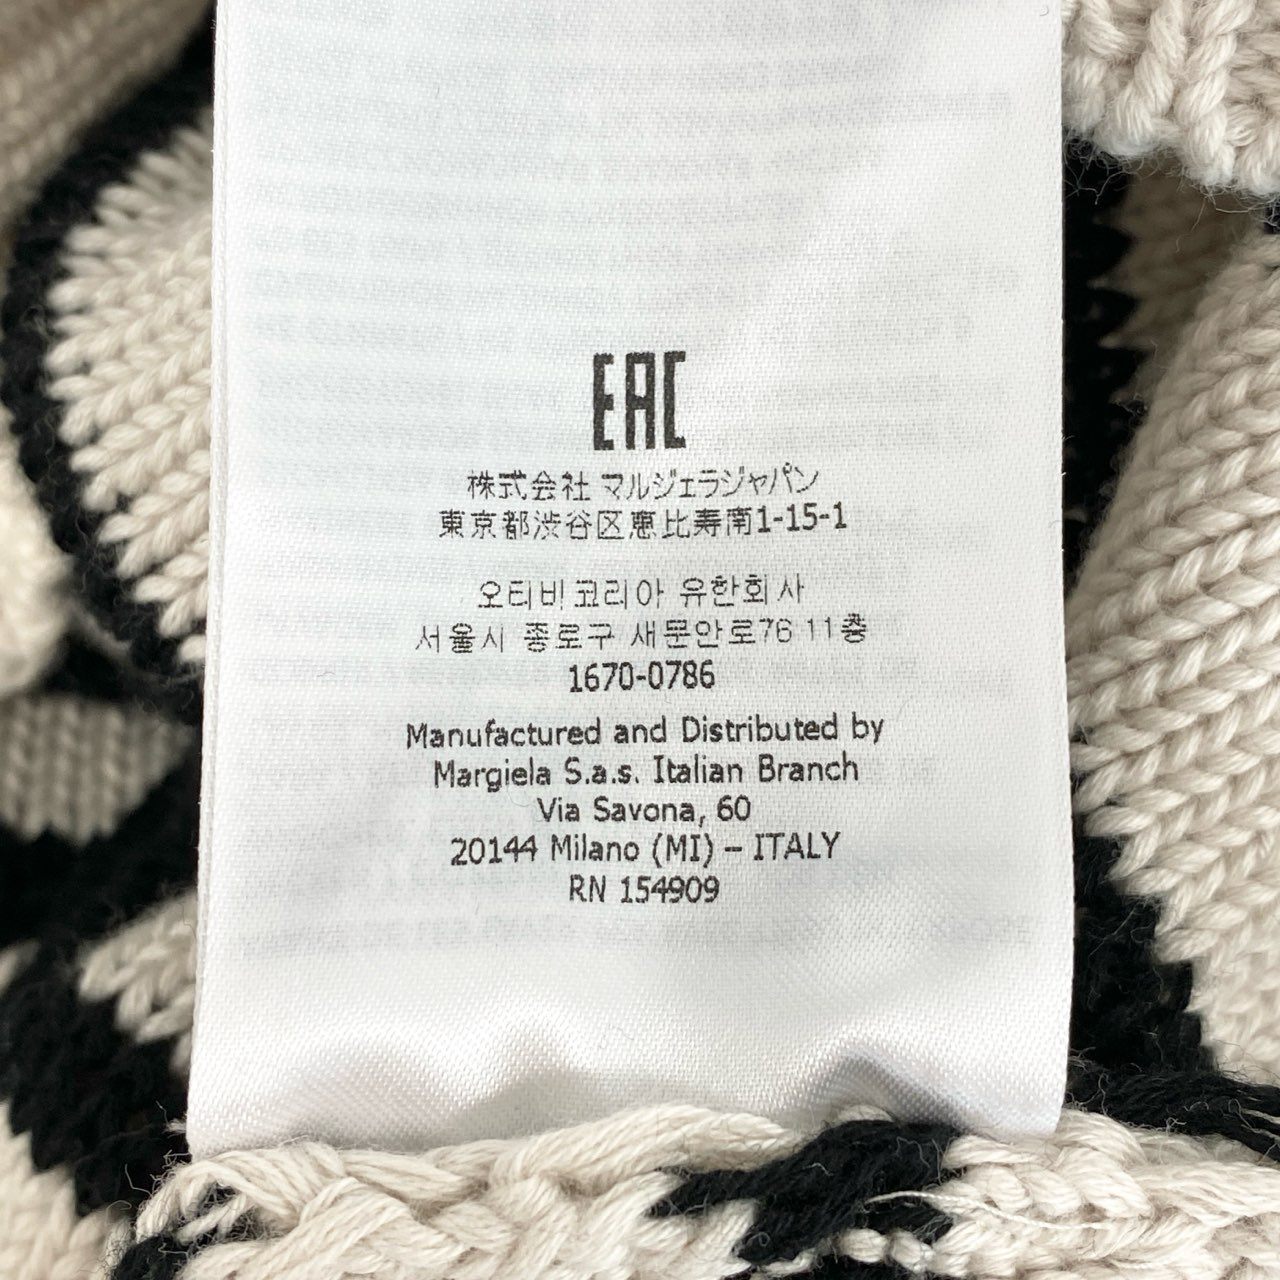 EAC
株式会社 マルジェラジャパン
東京都渋谷区恵比寿南1-15-1
오티비코리아 유한회사
서울시 종로구 새문안로76 11층
1670-0786
Manufactured and Distributed by
Margiela S.a.s. Italian Branch
Via Savona, 60
20144 Milano (MI) – ITALY
RN 154909